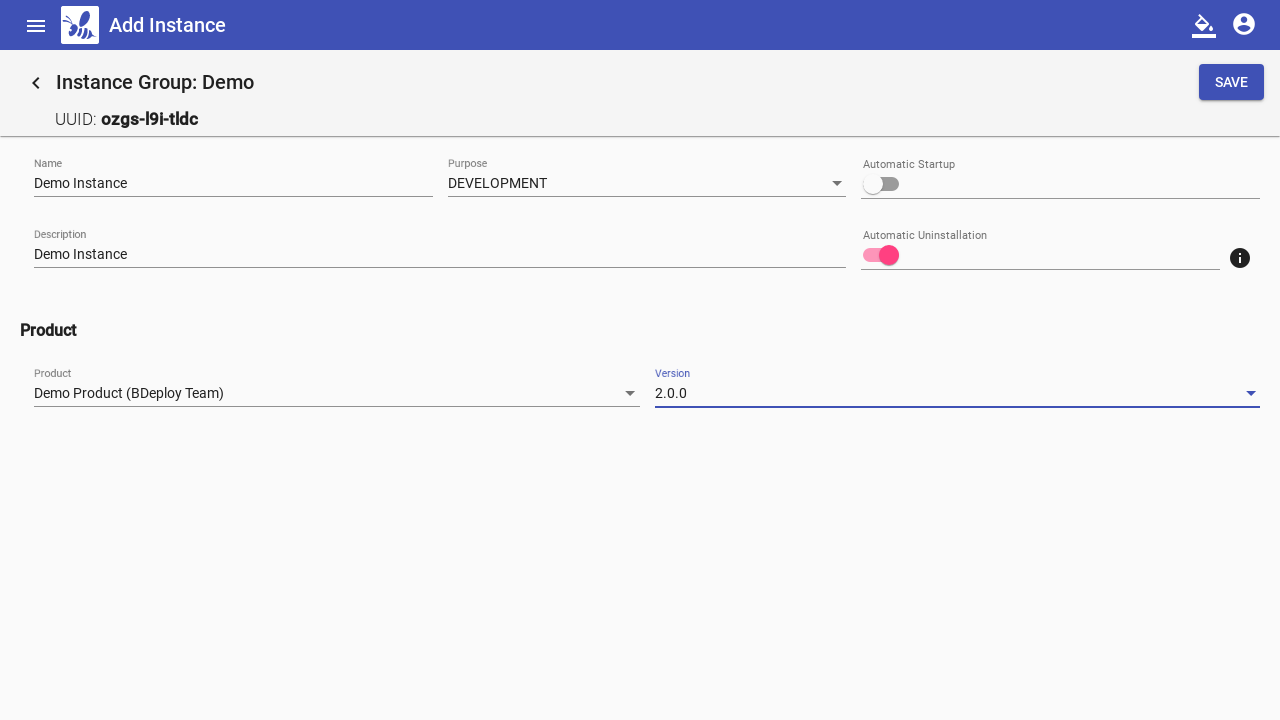 Add Instance
Instance Group: Demo
SAVE
UUID: ozgs-l9i-tldc
Name
Demo Instance
Purpose
DEVELOPMENT
Automatic Startup
Description
Demo Instance
Automatic Uninstallation
Product
Product
Demo Product (BDeploy Team)
Version
2.0.0